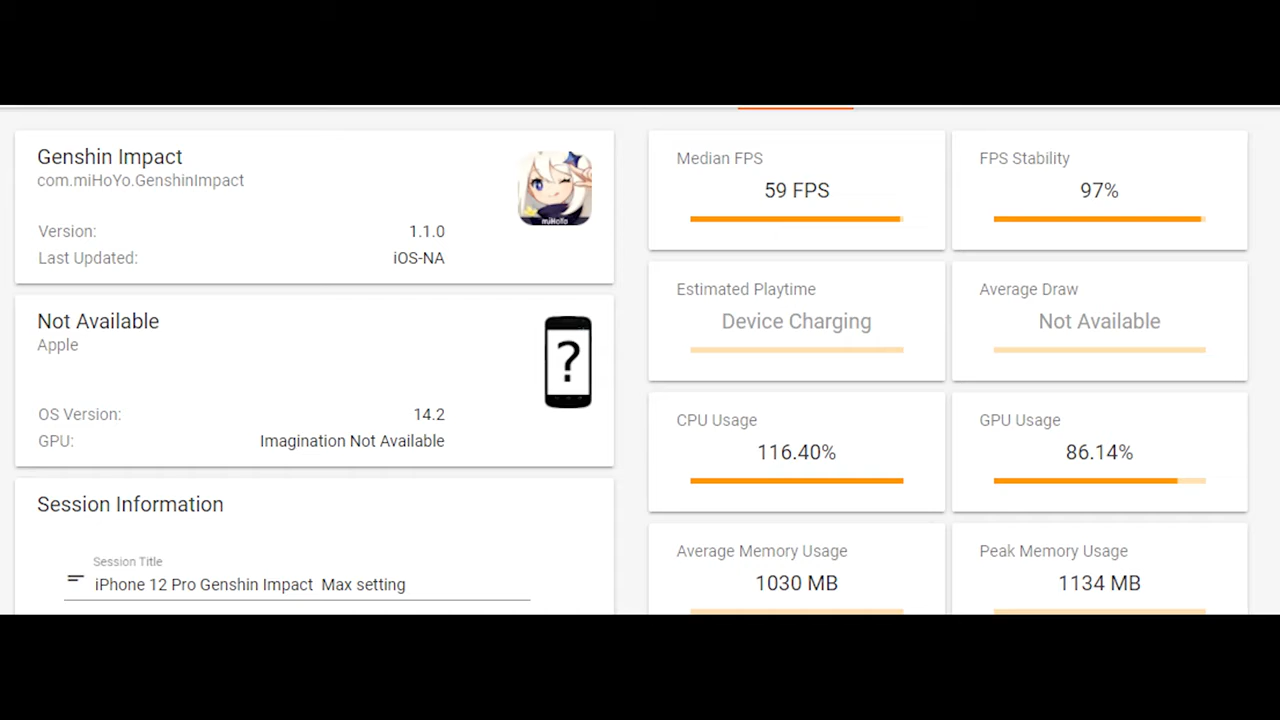 Genshin Impact
com.miHoYo.GenshinImpact
miHoYo
Version: 1.1.0
Last Updated: iOS-NA
Not Available
Apple
?
OS Version: 14.2
GPU: Imagination Not Available
Session Information
Session Title
iPhone 12 Pro Genshin Impact  Max setting
Median FPS
59 FPS
FPS Stability
97%
Estimated Playtime
Device Charging
Average Draw
Not Available
CPU Usage
116.40%
GPU Usage
86.14%
Average Memory Usage
1030 MB
Peak Memory Usage
1134 MB